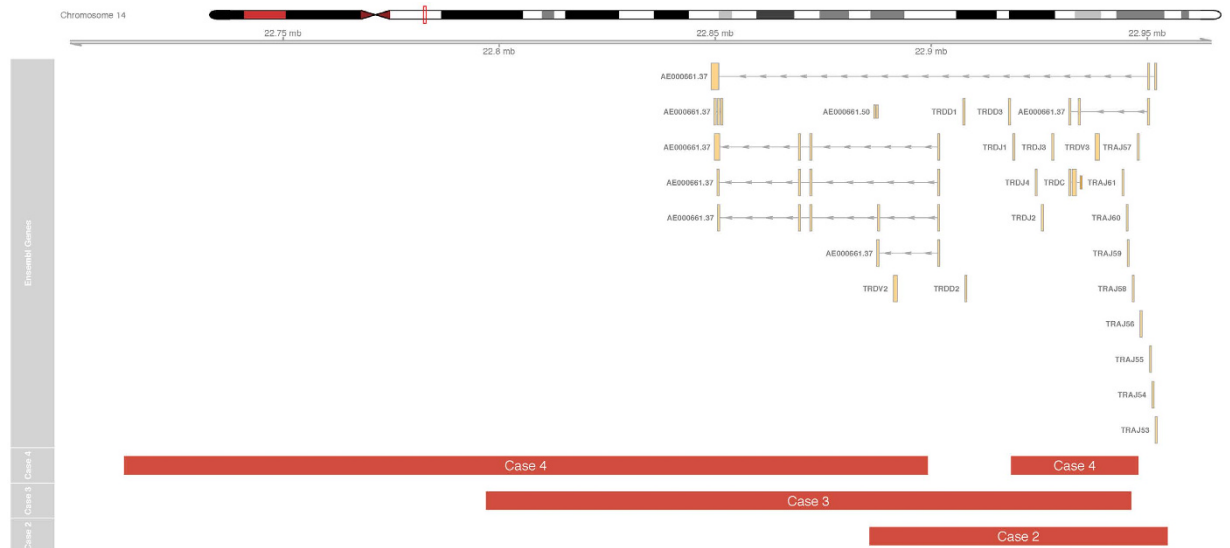 Chromosome 14
22.75 mb
22.8 mb
22.85 mb
22.9 mb
22.95 mb
Ensembl Genes
AE000661.37
AE000661.37 AE000661.50 TRDD1 TRDD3 AE000661.37
AE000661.37 TRDJ1 TRDJ3 TRDV3 TRAJ57
AE000661.37 TRDJ4 TRDC TRAJ61
AE000661.37 TRDJ2 TRAJ60
AE000661.37 TRAJ59
TRDV2 TRDD2 TRAJ58
TRAJ56
TRAJ55
TRAJ54
TRAJ53
Case 4 Case 4 Case 4
Case 3 Case 3
Case 2 Case 2